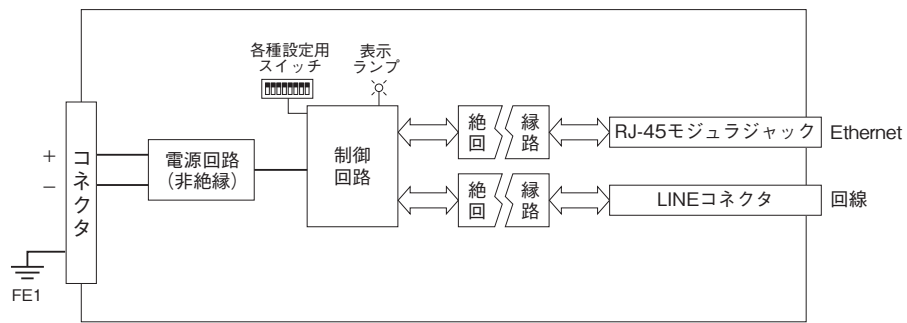 各種設定用
スイッチ
表示
ランプ
+
−
コネクタ
電源回路
(非絶縁)
制御
回路
絶縁
回路
RJ-45モジュラジャック
Ethernet
絶縁
回路
LINEコネクタ
回線
FE1